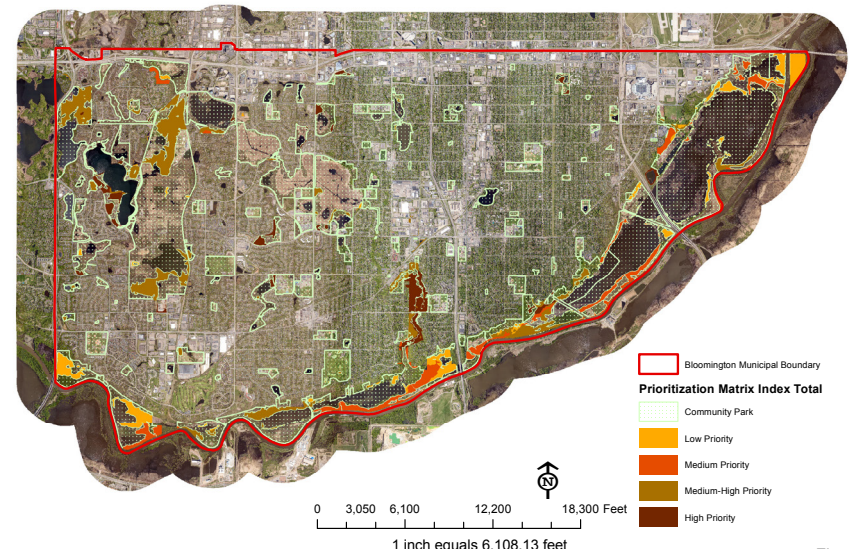 Bloomington Municipal Boundary
Prioritization Matrix Index Total
Community Park
Low Priority
Medium Priority
Medium-High Priority
High Priority
N
0 3,050 6,100 12,200 18,300 Feet
1 inch equals 6,108.13 feet